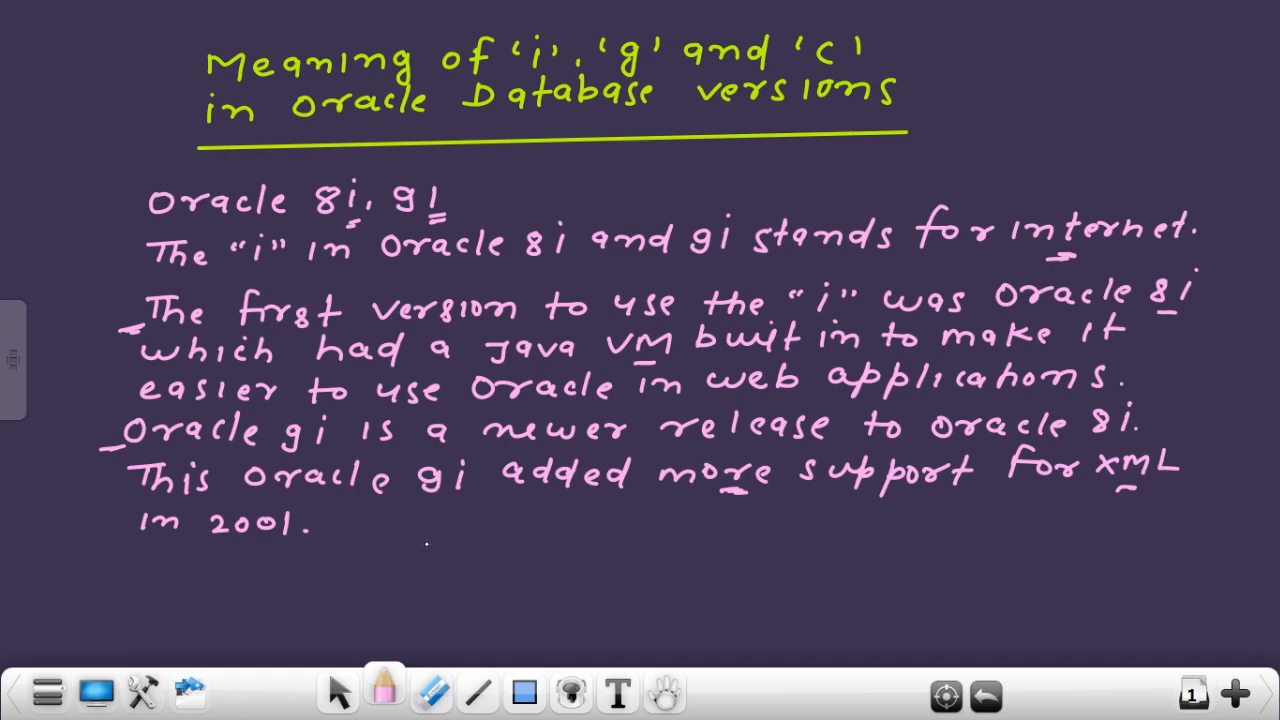 Meaning of 'i', 'g' and 'c'
in Oracle Database versions
Oracle 8i, 9i
The "i" in Oracle 8i and 9i stands for internet.
The first version to use the "i" was Oracle 8i
which had a Java VM built in to make it
easier to use Oracle in web applications.
Oracle 9i is a newer release to Oracle 8i.
This Oracle 9i added more support for XML
in 2001.
T
1